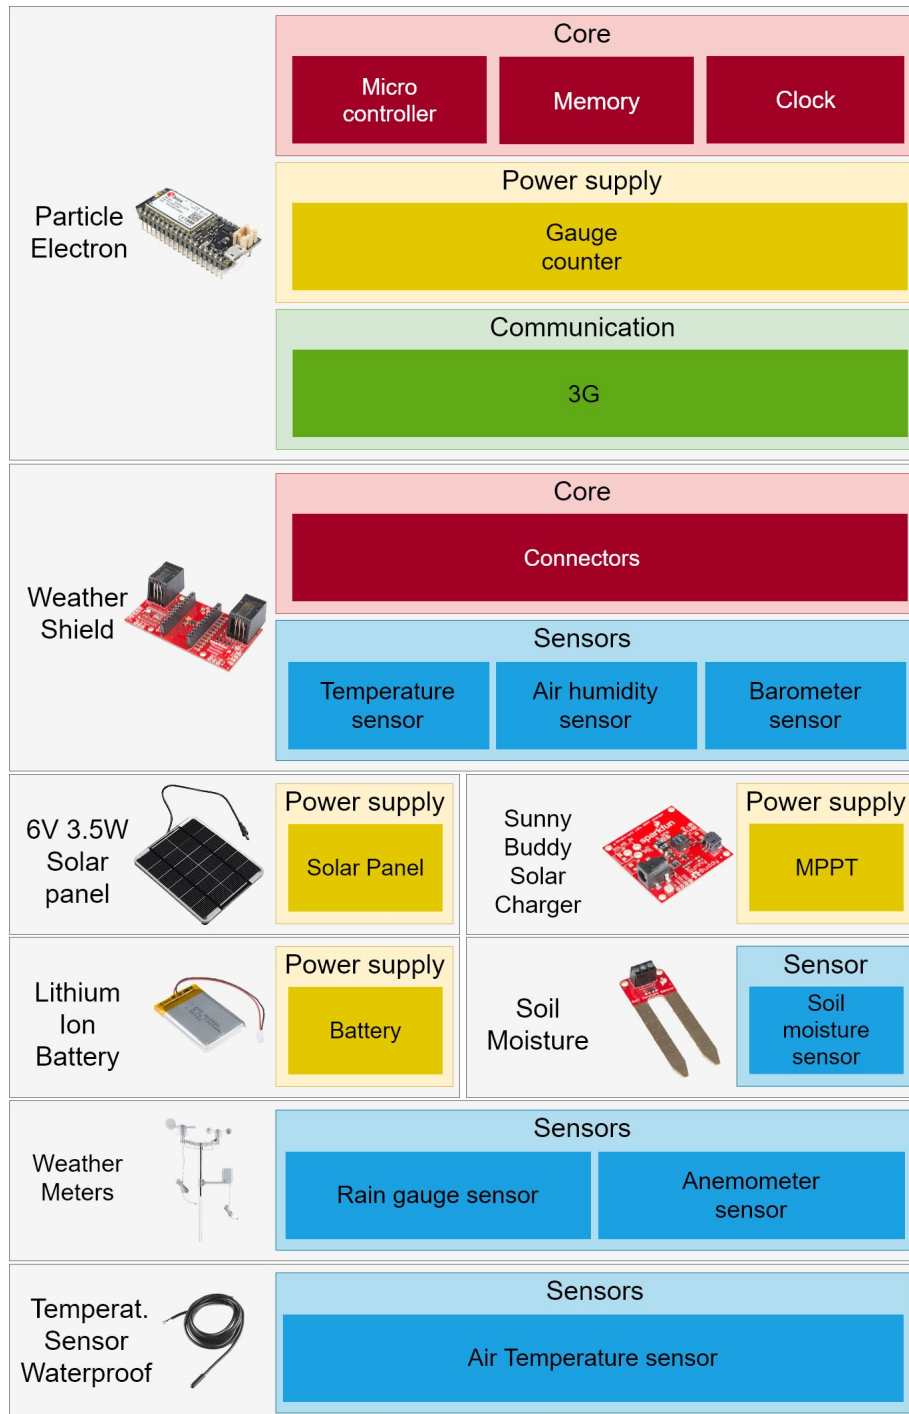 Core
Micro
controller
Memory
Clock
Particle
Electron
Power supply
Gauge
counter
Communication
3G
Weather
Shield
Core
Connectors
Sensors
Temperature
sensor
Air humidity
sensor
Barometer
sensor
6V 3.5W
Solar
panel
Power supply
Solar Panel
Sunny
Buddy
Solar
Charger
sparkfun
Power supply
MPPT
Lithium
Ion
Battery
Power supply
Battery
Soil
Moisture
Sensor
Soil
moisture
sensor
Weather
Meters
Sensors
Rain gauge sensor
Anemometer
sensor
Temperat.
Sensor
Waterproof
Sensors
Air Temperature sensor